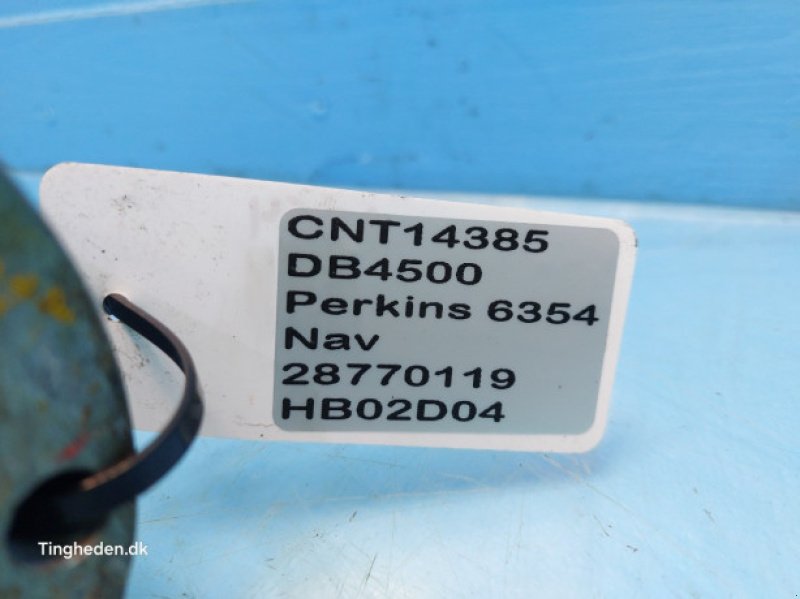 CNT14385
DB4500
Perkins 6354
Nav
28770119
HB02D04
Tingheden.dk